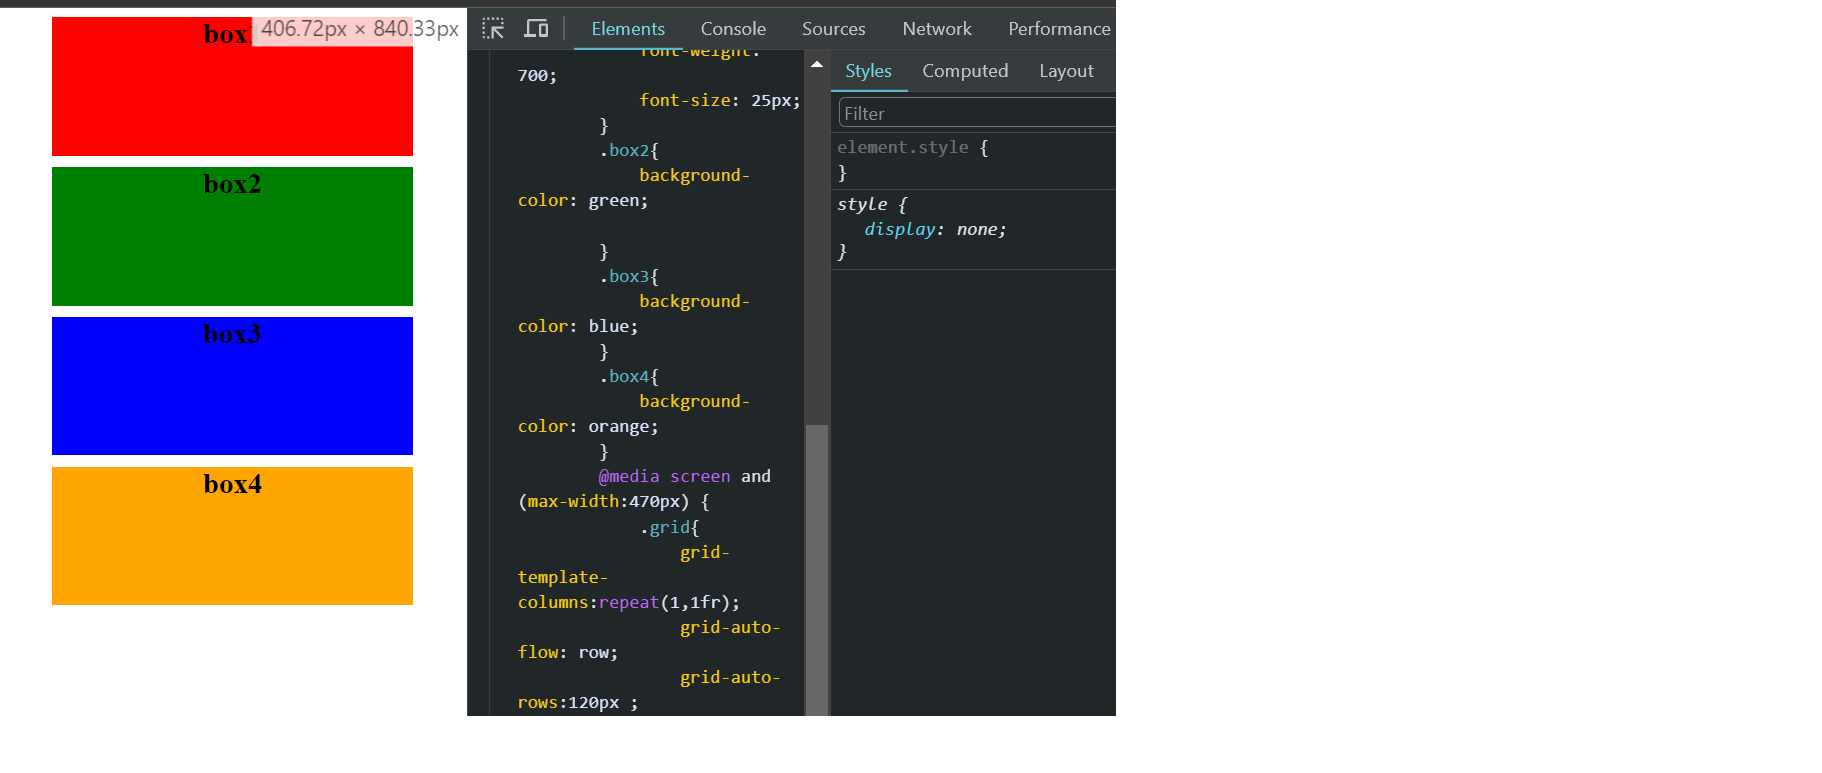 box
406.72px × 840.33px
box2
box3
box4
Elements
Console
Sources
Network
Performance
font-weight:
700;
font-size: 25px;
}
.box2{
background-
color: green;
}
.box3{
background-
color: blue;
}
.box4{
background-
color: orange;
}
@media screen and
(max-width:470px) {
.grid{
grid-
template-
columns:repeat(1,1fr);
grid-auto-
flow: row;
grid-auto-
rows:120px ;
Styles
Computed
Layout
Filter
element.style {
}
style {
display: none;
}